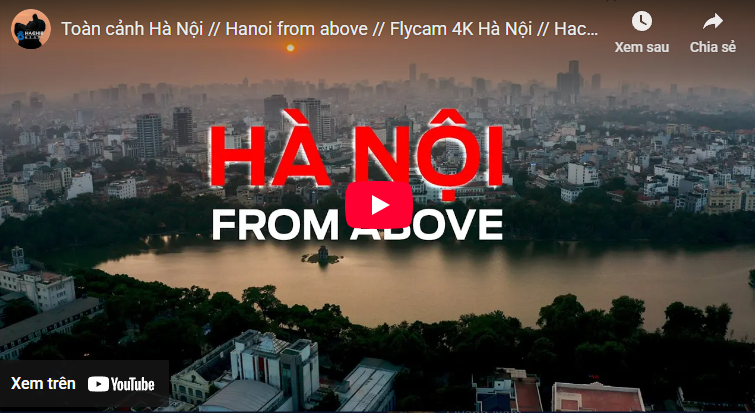 Toàn cảnh Hà Nội // Hanoi from above // Flycam 4K Hà Nội // Hac...
Xem sau
Chia sẻ
HÀ NỘI
FROM ABOVE
Xem trên YouTube